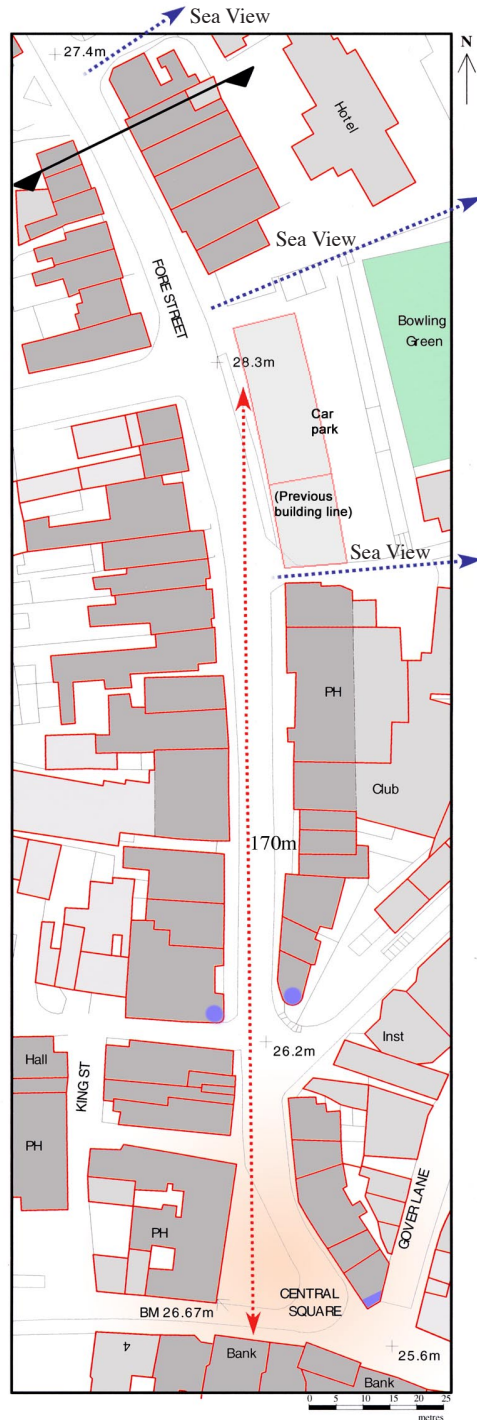 Sea View
27.4m
N
Hotel
Sea View
FORE STREET
Bowling
Green
28.3m
Car
park
(Previous
building line)
Sea View
PH
Club
170m
Inst
26.2m
Hall
KING ST
PH
GOVER LANE
PH
CENTRAL
SQUARE
BM 26.67m
4
Bank
25.6m
Bank
0 5 10 15 20 25
metres